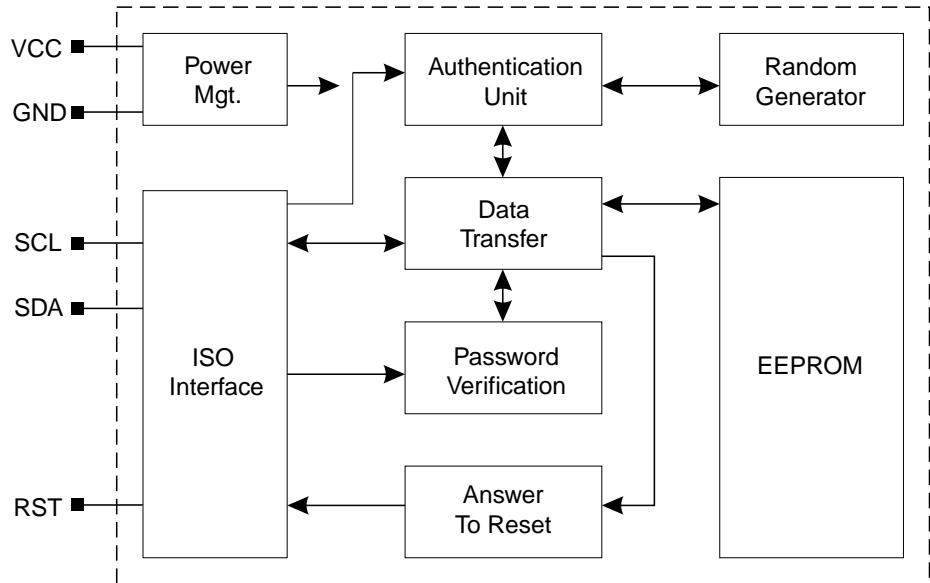 VCC
GND
SCL
SDA
RST
Power
Mgt.
Authentication
Unit
Random
Generator
ISO
Interface
Data
Transfer
Password
Verification
Answer
To Reset
EEPROM